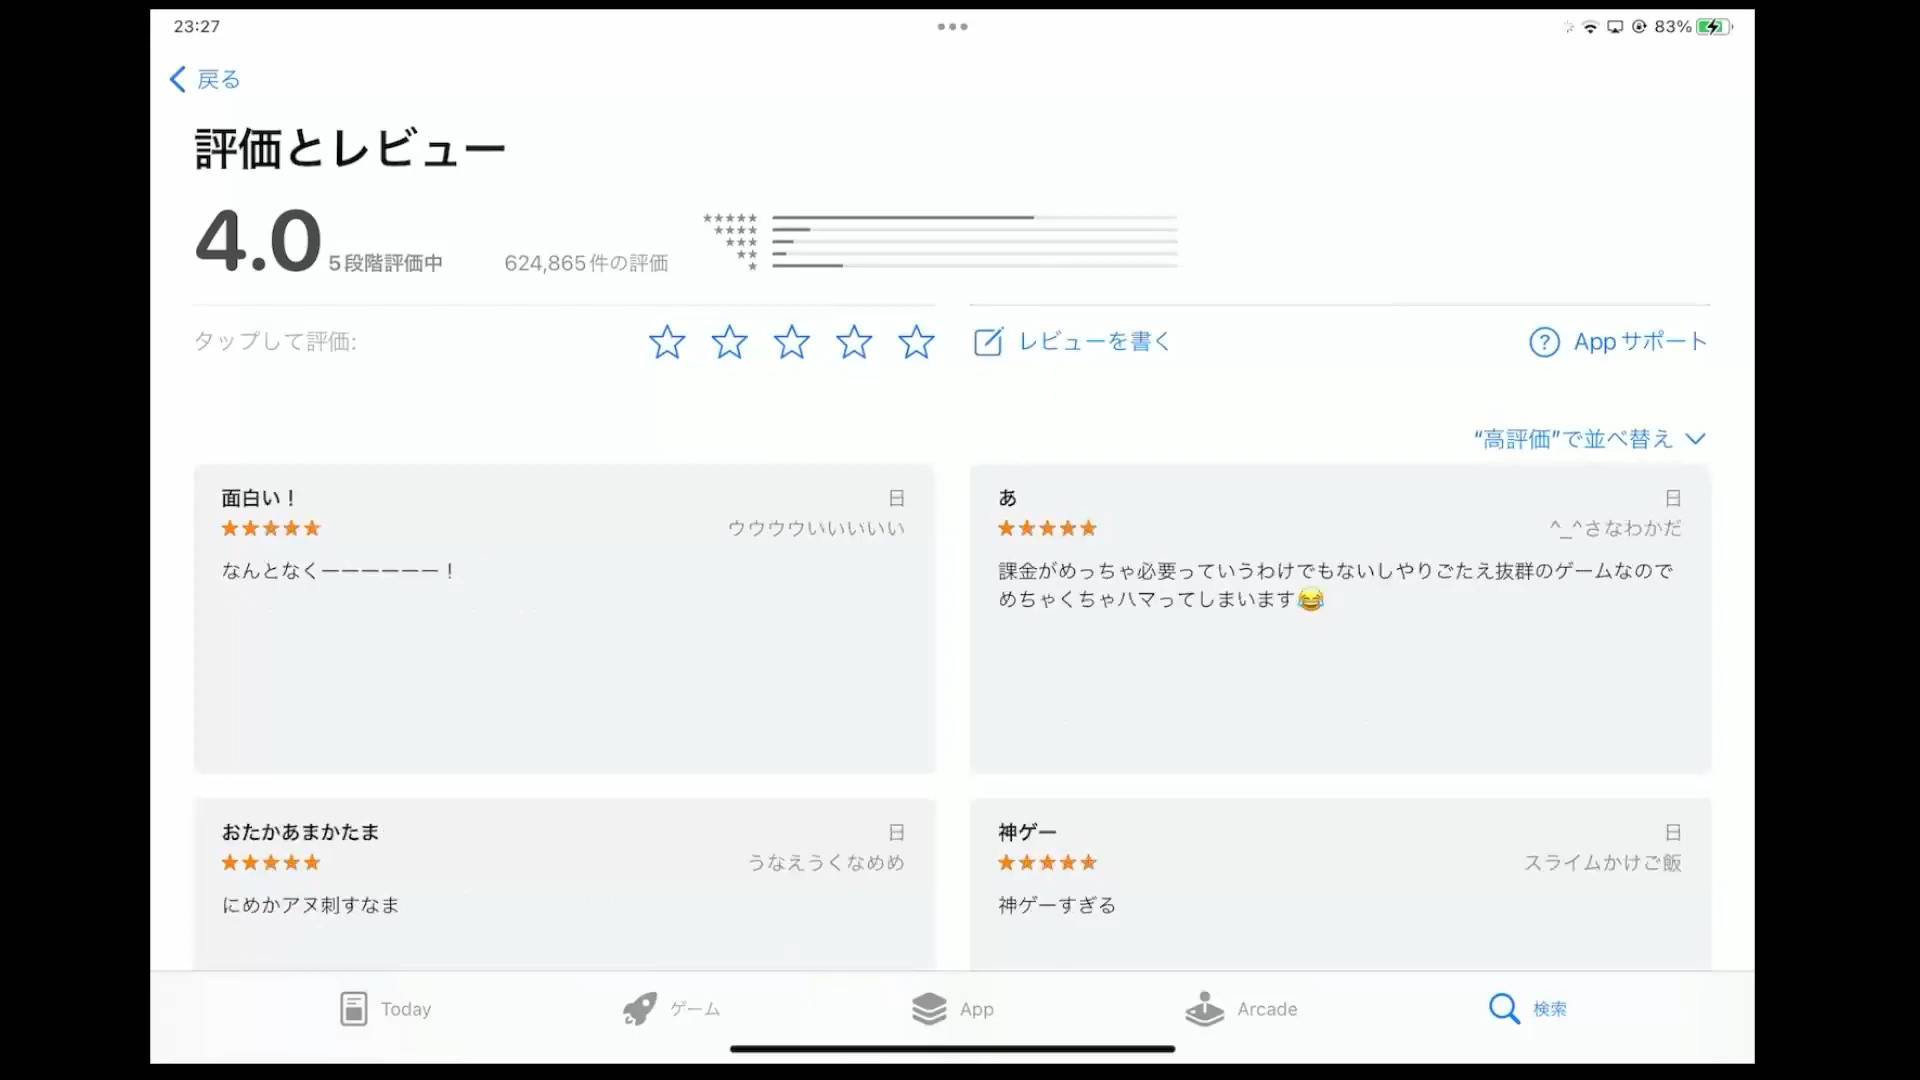 23:27
83%
戻る
評価とレビュー
4.0 5段階評価中 624,865件の評価
★★★★★
★★★★
★★★
★★
★
タップして評価:
レビューを書く
? Appサポート
“高評価”で並べ替え
面白い！ 日
★★★★★ ウウウウいいいいい
なんとなくーーーーーー！
あ 日
★★★★★ ^_^さなわかだ
課金がめっちゃ必要っていうわけでもないしやりごたえ抜群のゲームなので
めちゃくちゃハマってしまいます😂
おたかあまかたま 日
★★★★★ うなえうくなめめ
にめかアヌ刺すなま
神ゲー 日
★★★★★ スライムかけご飯
神ゲーすぎる
Today ゲーム App Arcade 検索